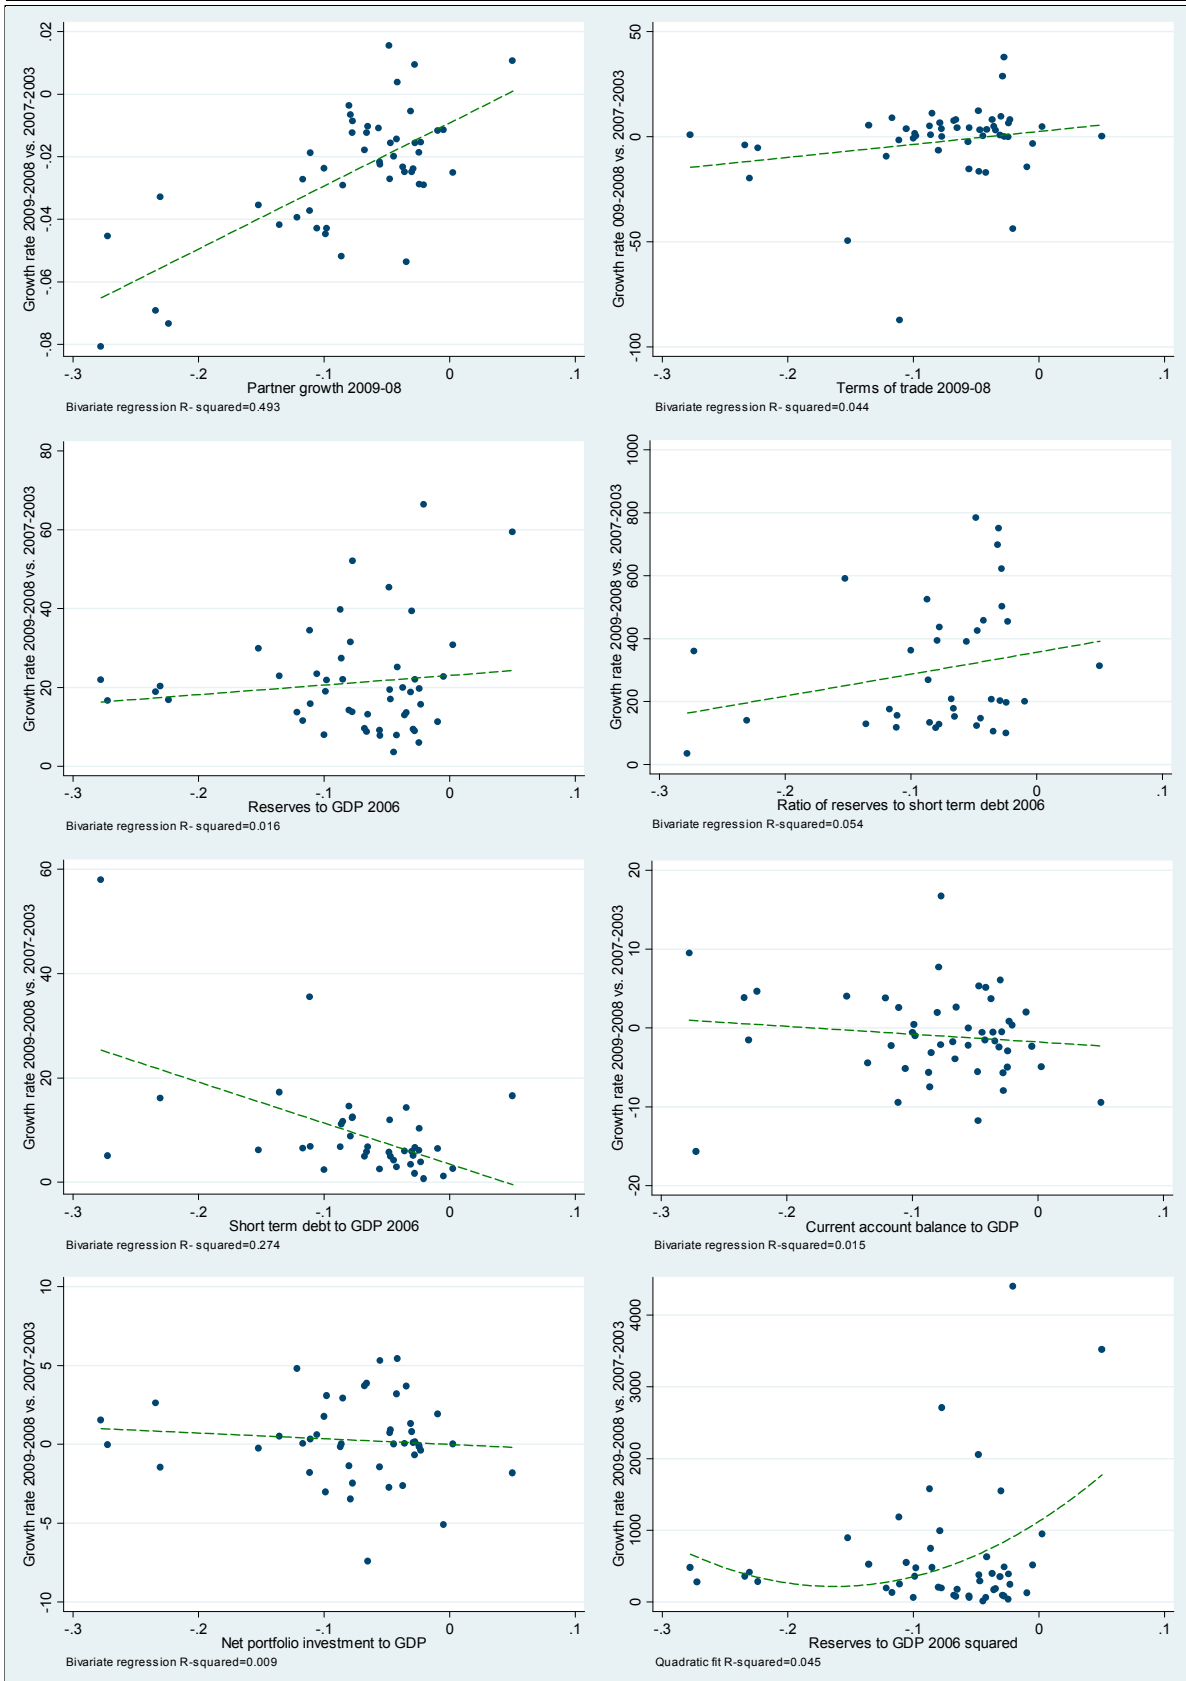 Growth rate 2009-2008 vs. 2007-2003
.02
0
-.02
-.04
-.06
-.08
-.3 -.2 -.1 0 .1
Partner growth 2009-08
Bivariate regression R- squared=0.493
Growth rate 009-2008 vs. 2007-2003
50
0
-50
-100
-.3 -.2 -.1 0 .1
Terms of trade 2009-08
Bivariate regression R- squared=0.044
Growth rate 2009-2008 vs. 2007-2003
80
60
40
20
0
-.3 -.2 -.1 0 .1
Reserves to GDP 2006
Bivariate regression R- squared=0.016
Growth rate 2009-2008 vs. 2007-2003
1000
800
600
400
200
0
-.3 -.2 -.1 0 .1
Ratio of reserves to short term debt 2006
Bivariate regression R-squared=0.054
Growth rate 2009-2008 vs. 2007-2003
60
40
20
0
-.3 -.2 -.1 0 .1
Short term debt to GDP 2006
Bivariate regression R- squared=0.274
Growth rate 2009-2008 vs. 2007-2003
20
10
0
-10
-20
-.3 -.2 -.1 0 .1
Current account balance to GDP
Bivariate regression R-squared=0.015
Growth rate 2009-2008 vs. 2007-2003
10
5
0
-5
-10
-.3 -.2 -.1 0 .1
Net portfolio investment to GDP
Bivariate regression R-squared=0.009
Growth rate 2009-2008 vs. 2007-2003
4000
3000
2000
1000
0
-.3 -.2 -.1 0 .1
Reserves to GDP 2006 squared
Quadratic fit R-squared=0.045